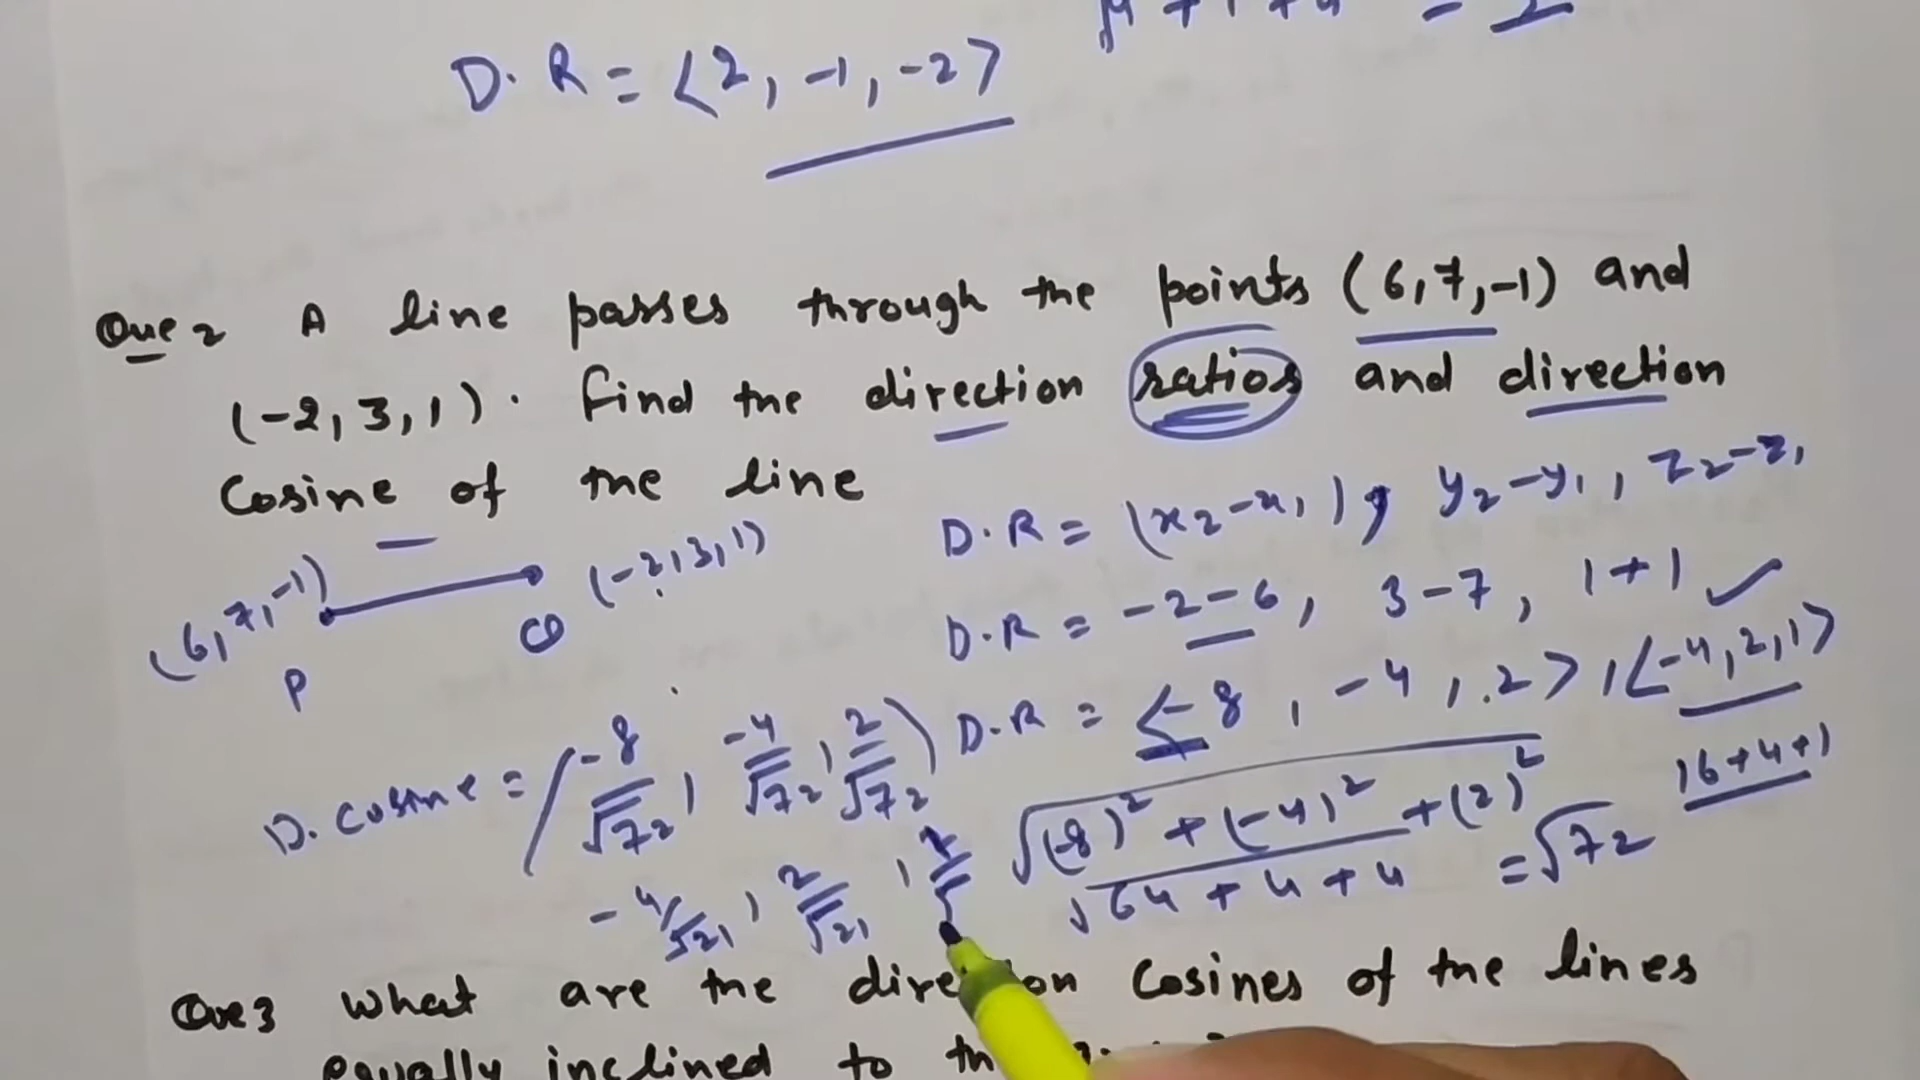 √4+1+4 =
D.R = <2, -1, -2>
Que 2 A line passes through the points (6,7,-1) and
(-2,3,1). Find the direction ratios and direction
Cosine of the line
D.R = (x₂-x₁), y₂-y₁, z₂-z₁
(6,7,-1) (-2,3,1)
P Q
D.R = -2-6, 3-7, 1+1 ✓
D.R = <-8, -4, 2>, <-4,2,1>
D. Cosine = (-8/√72, -4/√72, 2/√72)
√(-8)²+(-4)²+(2)² 16+4+1
√64+4+4 = √72
-4/√21, 2/√21,
Que 3 What are the direction Cosines of the lines
equally inclined to